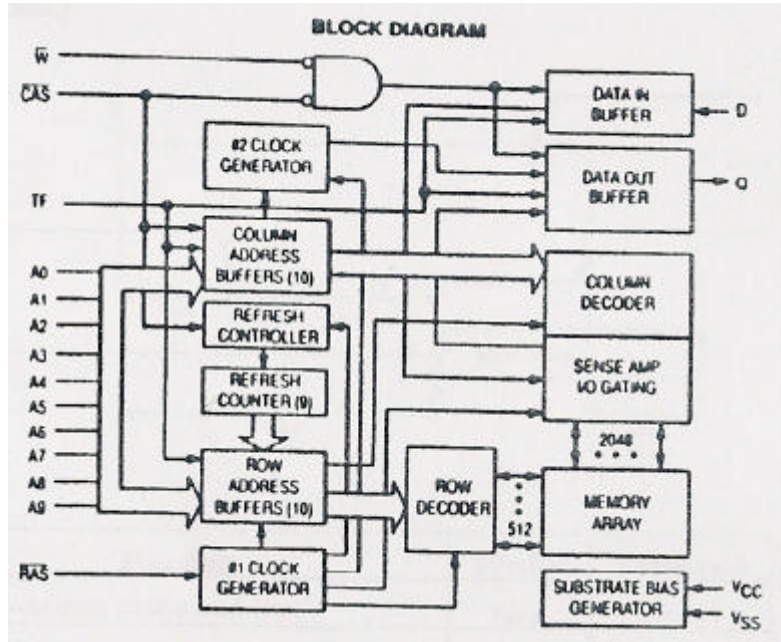 BLOCK DIAGRAM
W̅
C̅A̅S̅
#2 CLOCK
GENERATOR
DATA IN
BUFFER
D
DATA OUT
BUFFER
Q
TF
COLUMN
ADDRESS
BUFFERS (10)
COLUMN
DECODER
A0
A1
A2
A3
A4
A5
A6
A7
A8
A9
REFRESH
CONTROLLER
REFRESH
COUNTER (9)
SENSE AMP
I/O GATING
2048
ROW
ADDRESS
BUFFERS (10)
ROW
DECODER
512
MEMORY
ARRAY
R̅A̅S̅
#1 CLOCK
GENERATOR
SUBSTRATE BIAS
GENERATOR
VCC
VSS